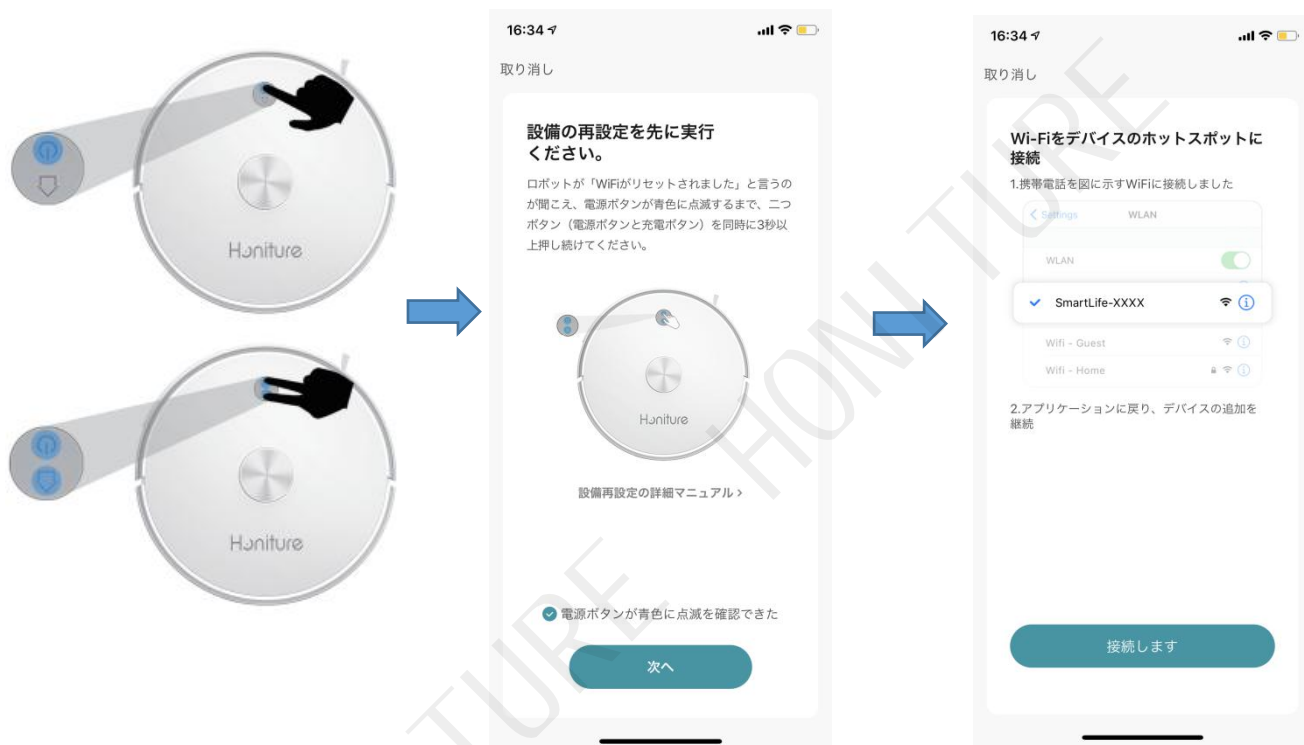 Honiture
Honiture
16:34
取り消し
設備の再設定を先に実行
ください。
ロボットが「WiFiがリセットされました」と言うの
が聞こえ、電源ボタンが青色に点滅するまで、二つ
ボタン（電源ボタンと充電ボタン）を同時に3秒以
上押し続けてください。
Honiture
設備再設定の詳細マニュアル >
電源ボタンが青色に点滅を確認できた
次へ
16:34
取り消し
Wi-Fiをデバイスのホットスポットに
接続
1.携帯電話を図に示すWiFiに接続しました
Settings WLAN
WLAN
SmartLife-XXXX
Wifi - Guest
Wifi - Home
2.アプリケーションに戻り、デバイスの追加を
継続
接続します
HONI TURE
TURE